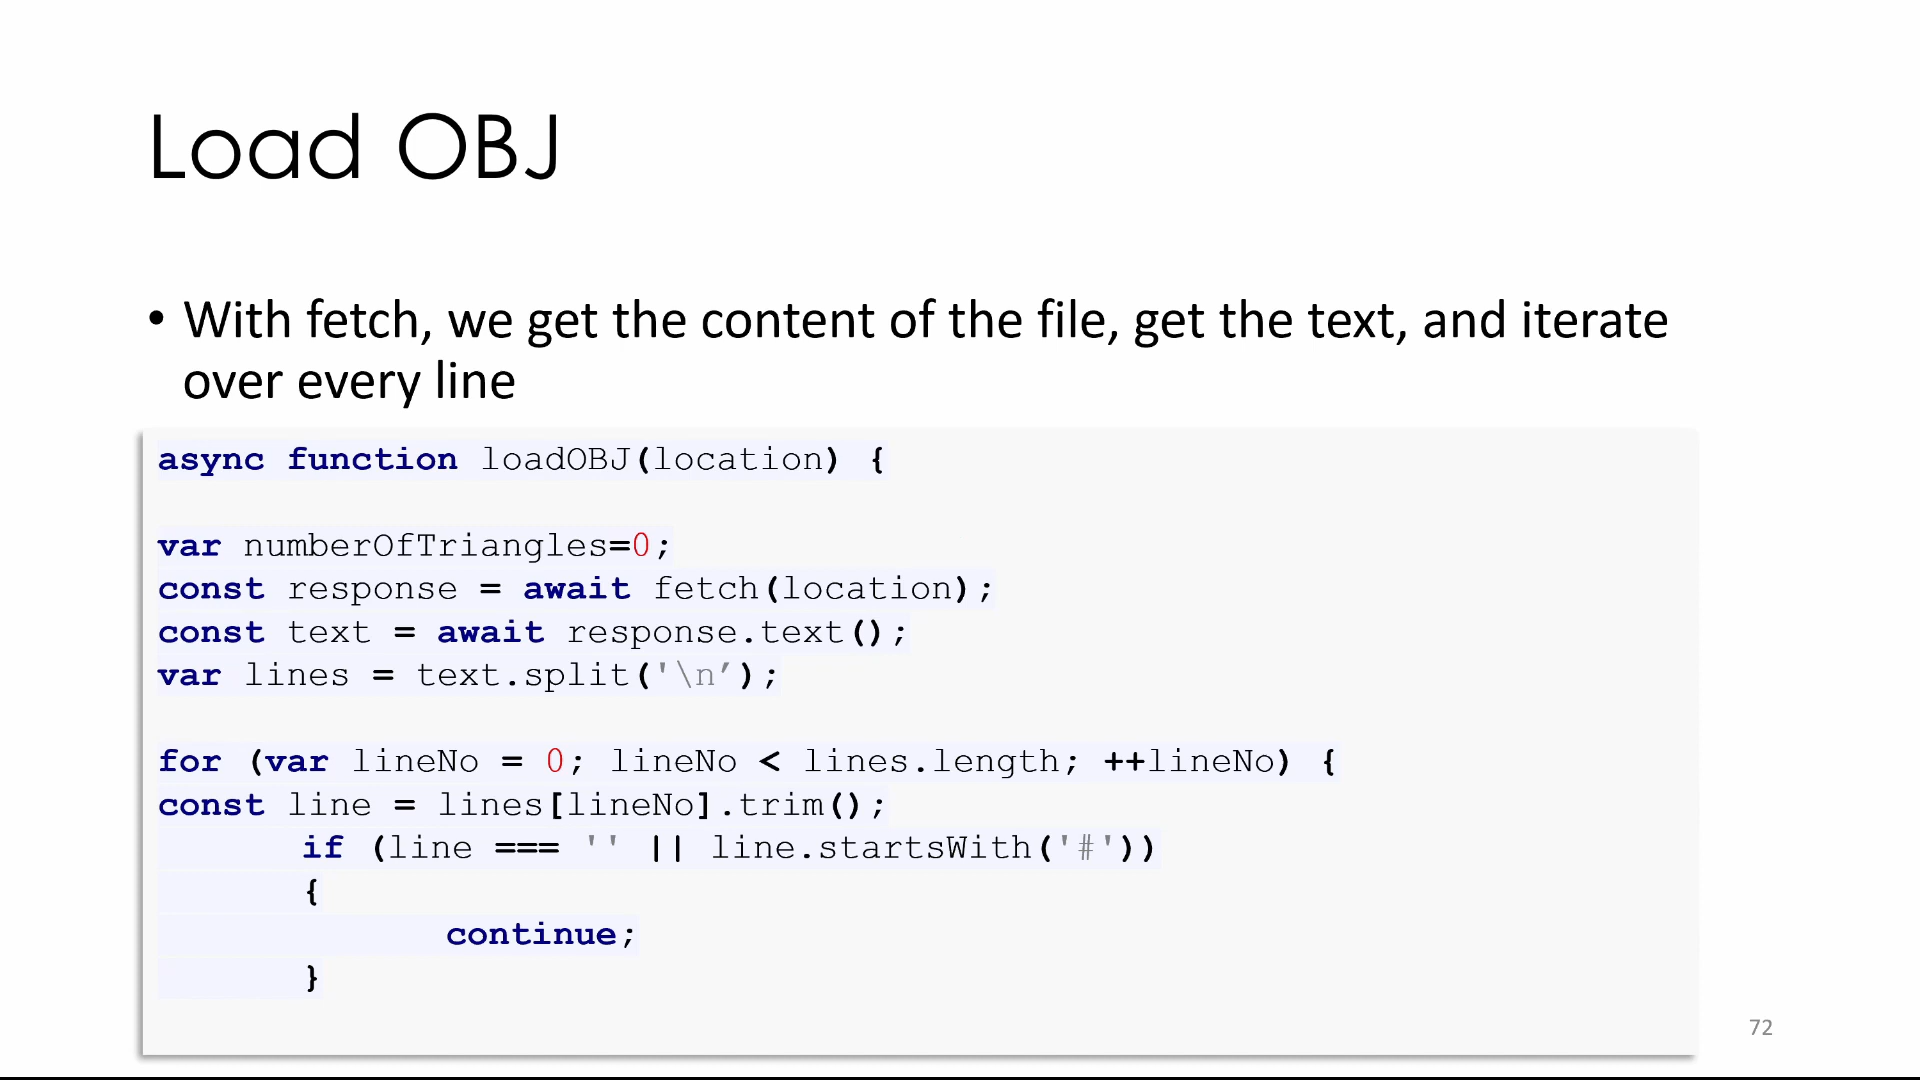 Load OBJ
• With fetch, we get the content of the file, get the text, and iterate
over every line
async function loadOBJ(location) {
var numberOfTriangles=0;
const response = await fetch(location);
const text = await response.text();
var lines = text.split('\n’);
for (var lineNo = 0; lineNo < lines.length; ++lineNo) {
const line = lines[lineNo].trim();
if (line === '' || line.startsWith('#'))
{
continue;
}
72